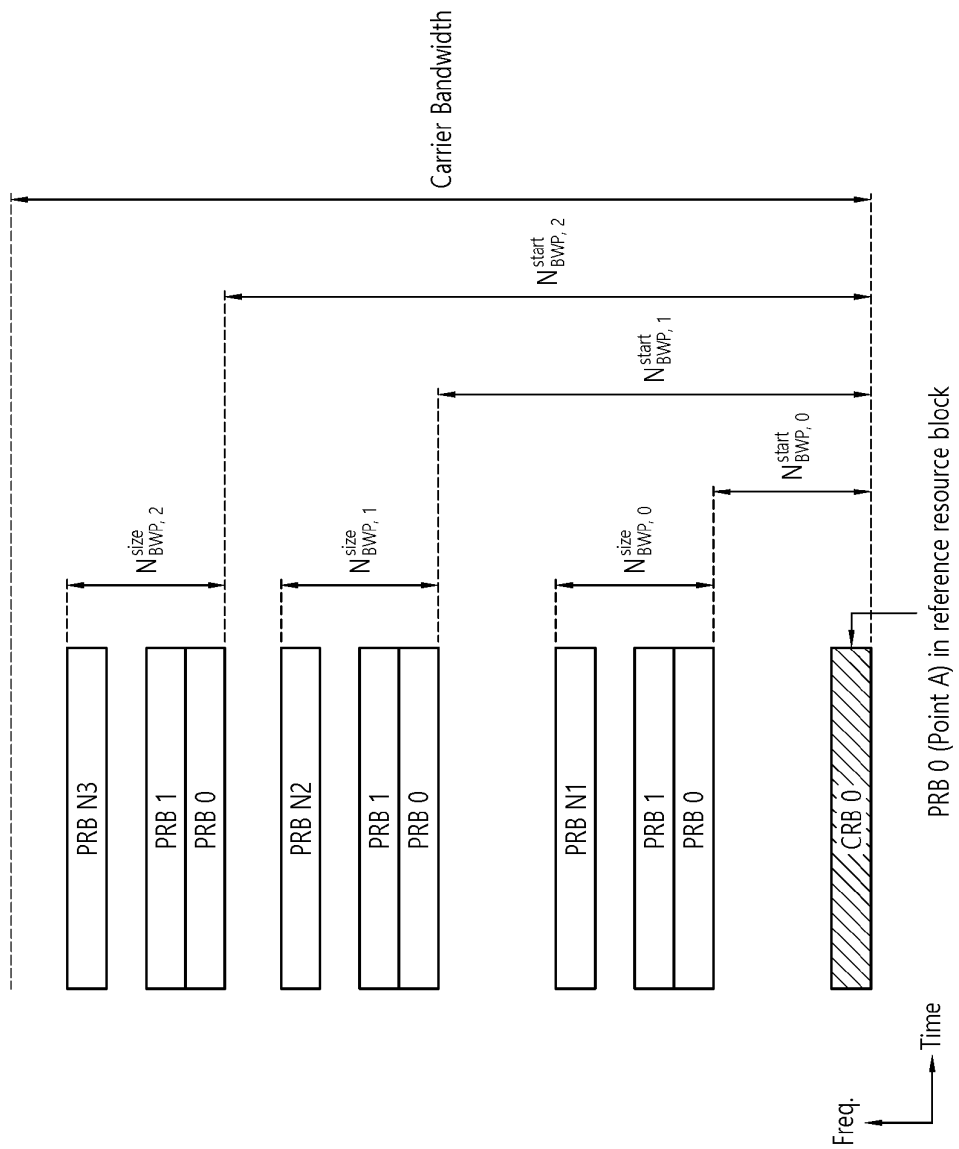 Carrier Bandwidth
N^start_BWP, 2
N^start_BWP, 1
N^start_BWP, 0
N^size_BWP, 2
N^size_BWP, 1
N^size_BWP, 0
PRB N3
PRB 1
PRB 0
PRB N2
PRB 1
PRB 0
PRB N1
PRB 1
PRB 0
CRB 0
PRB 0 (Point A) in reference resource block
Freq.
Time